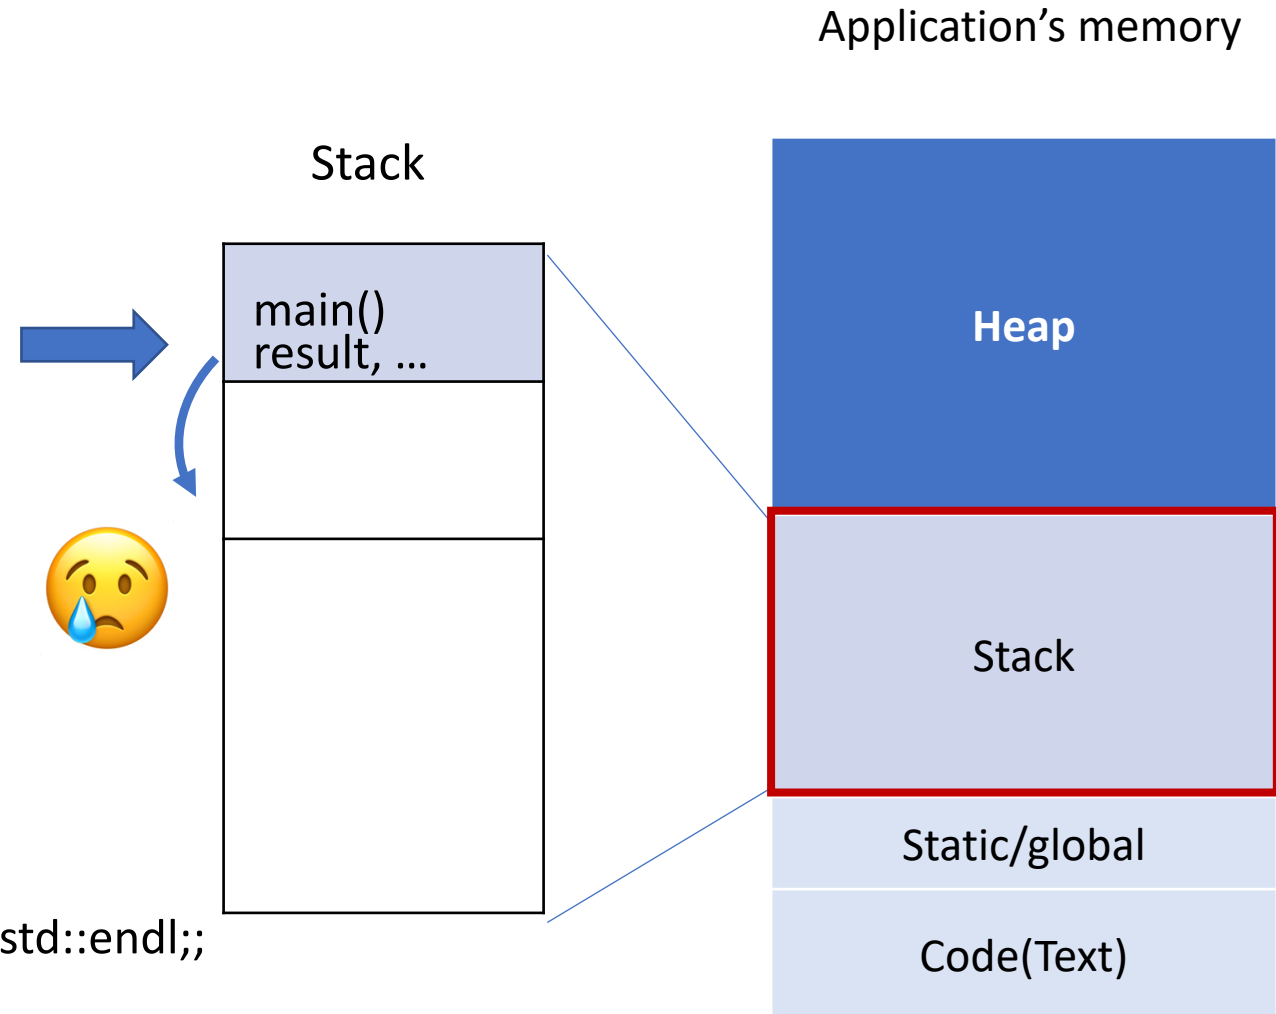 Application’s memory
Stack
main()
result, ...
Heap
Stack
Static/global
Code(Text)
std::endl;;